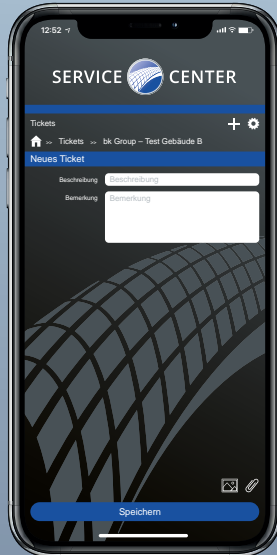 12:52
SERVICE CENTER
Tickets
>> Tickets >> bk Group – Test Gebäude B
Neues Ticket
Beschreibung Beschreibung
Bemerkung Bemerkung
Speichern